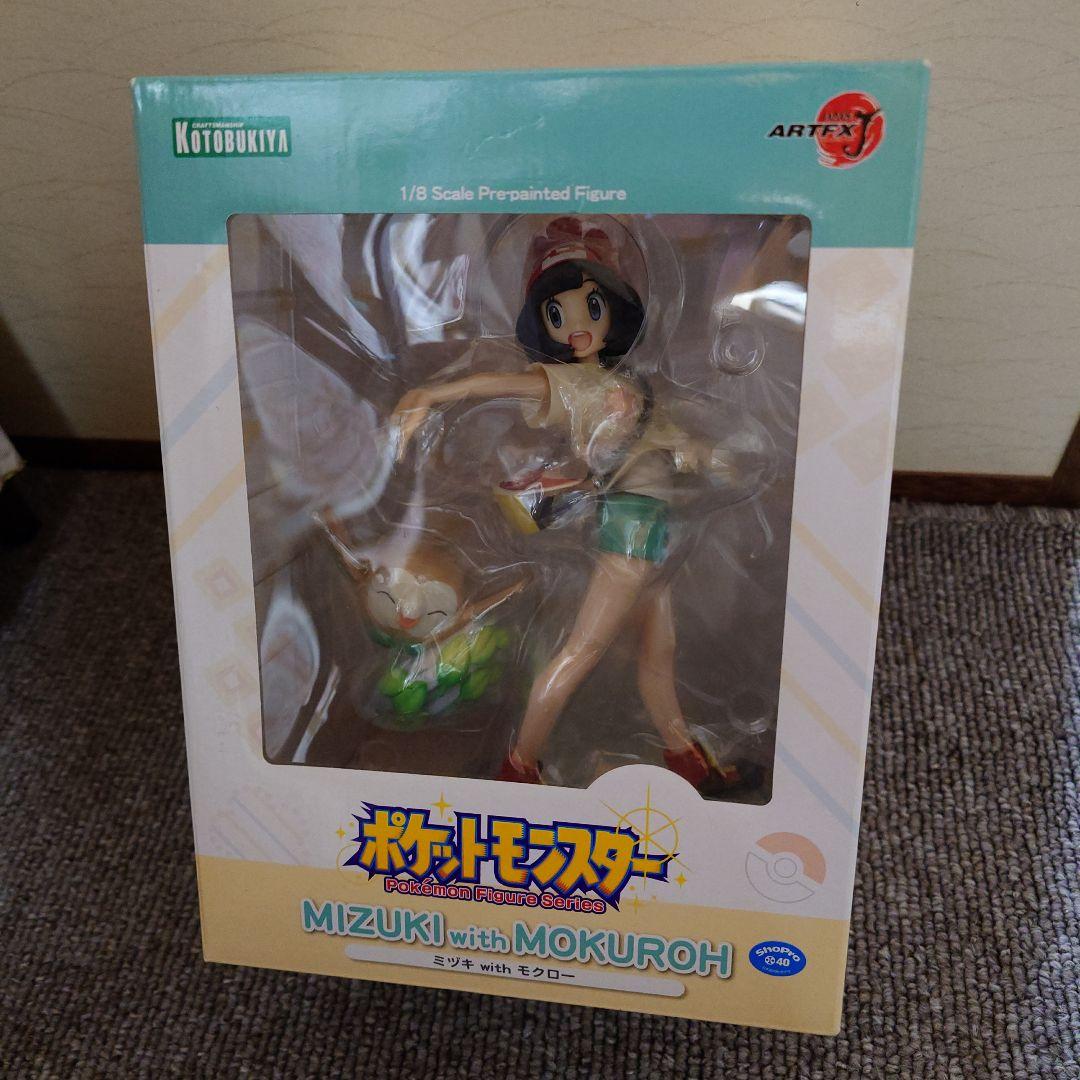 CRAFTSMANSHIP
KOTOBUKIYA
ARTFX J
1/8 Scale Pre-painted Figure
ポケットモンスター
Pokémon Figure Series
MIZUKI with MOKUROH
ミヅキ with モクロー
ShoPro
40